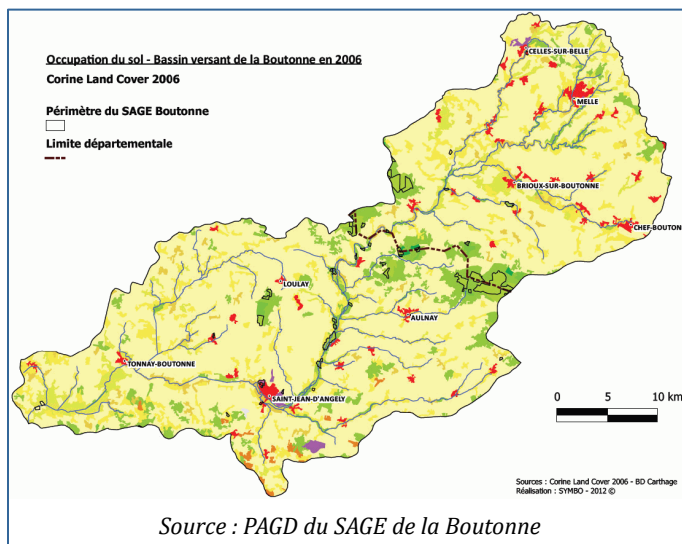 Occupation du sol - Bassin versant de la Boutonne en 2006
Corine Land Cover 2006
Périmètre du SAGE Boutonne
Limite départementale
CELLES-SUR-BELLE
MELLE
BRIOUX-SUR-BOUTONNE
CHEF-BOUTON
LOULAY
AULNAY
TONNAY-BOUTONNE
SAINT-JEAN-D'ANGELY
0 5 10 km
Sources : Corine Land Cover 2006 - BD Carthage
Réalisation : SYMBO - 2012 ©
Source : PAGD du SAGE de la Boutonne